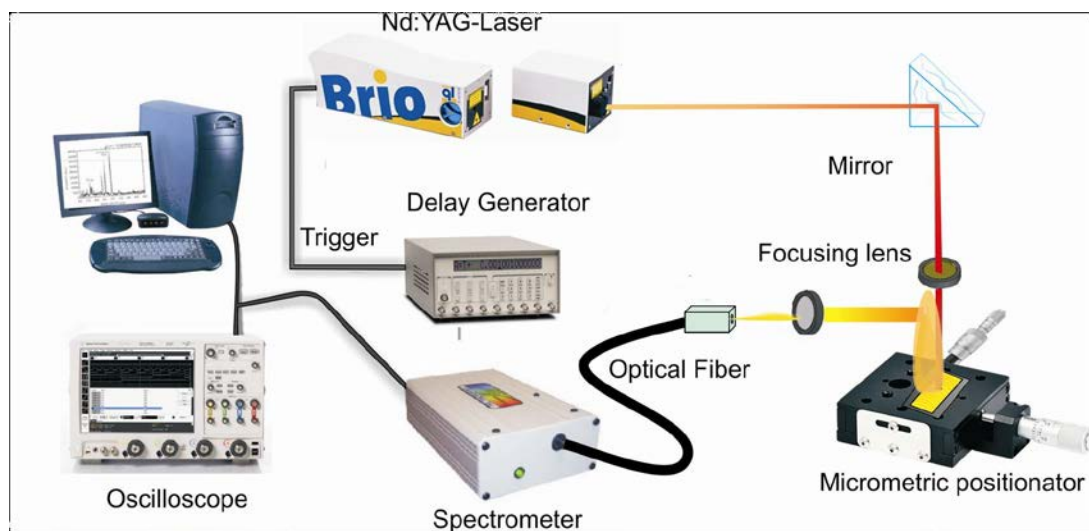 Nd:YAG-Laser
Brio
Mirror
Delay Generator
Trigger
Focusing lens
Optical Fiber
Micrometric positionator
Oscilloscope
Spectrometer